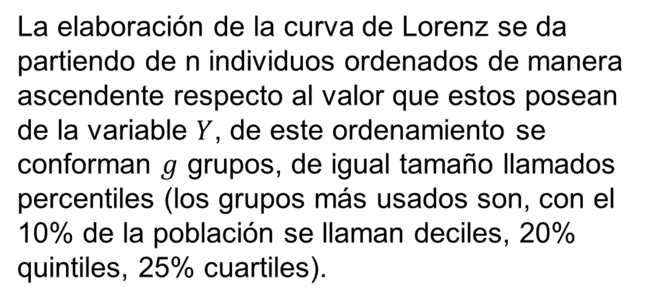 La elaboración de la curva de Lorenz se da
partiendo de n individuos ordenados de manera
ascendente respecto al valor que estos posean
de la variable Y, de este ordenamiento se
conforman g grupos, de igual tamaño llamados
percentiles (los grupos más usados son, con el
10% de la población se llaman deciles, 20%
quintiles, 25% cuartiles).